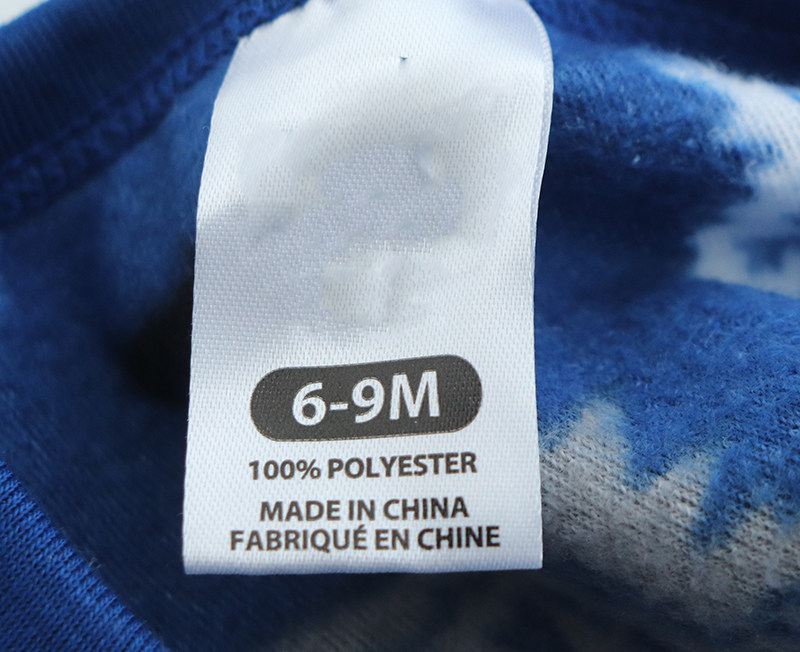 6-9M
100% POLYESTER
MADE IN CHINA
FABRIQUÉ EN CHINE